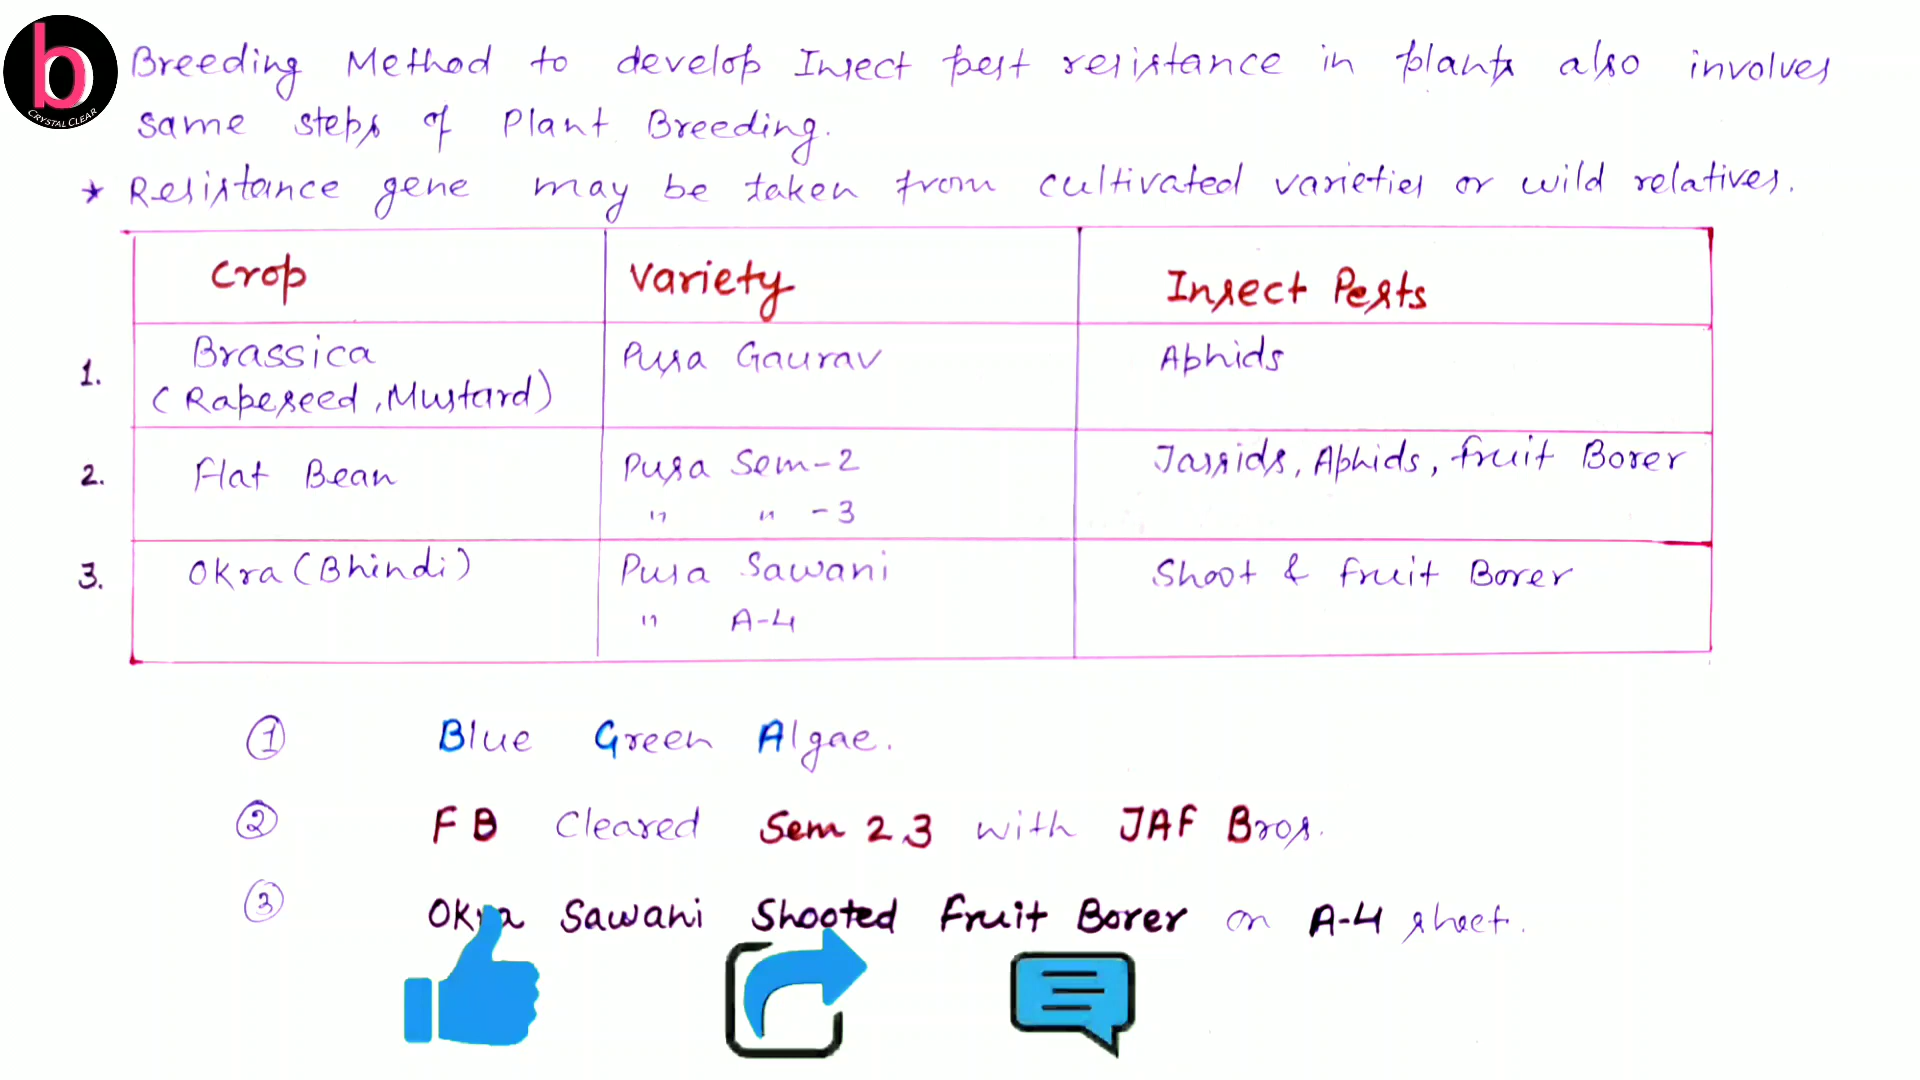 b
CRYSTAL CLEAR
Breeding Method to develop Insect pest resistance in plants also involves
same steps of Plant Breeding.
* Resistance gene may be taken from cultivated varieties or wild relatives.
Crop Variety Insect Pests
1. Brassica Pusa Gaurav Aphids
(Rapeseed, Mustard)
2. Flat Bean Pusa Sem-2 Jassids, Aphids, fruit Borer
" " -3
3. Okra (Bhindi) Pusa Sawani Shoot & fruit Borer
" A-4
1 Blue Green Algae.
2 FB Cleared Sem 2,3 with JAF Bros.
3 Okra Sawani Shooted Fruit Borer on A-4 sheet.